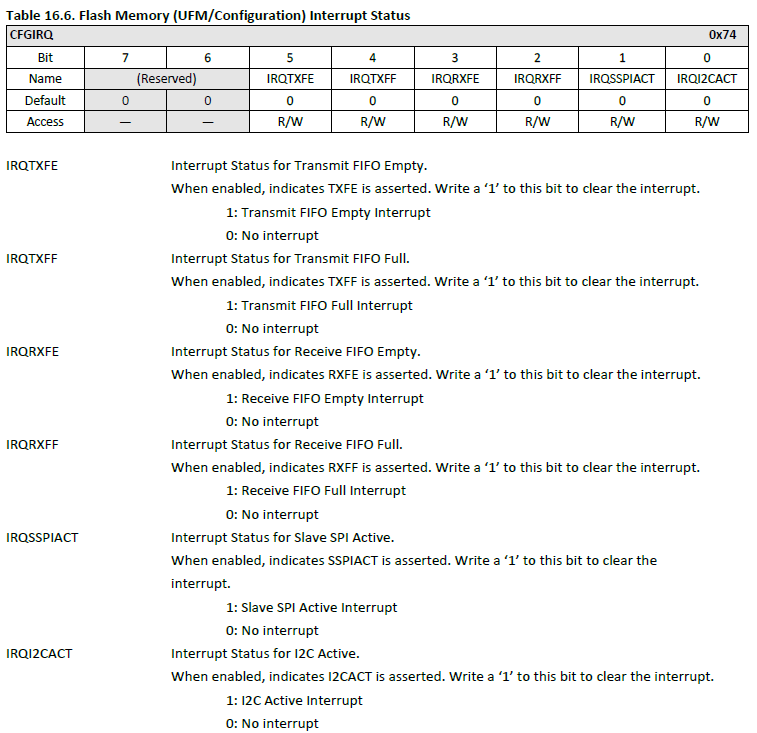 Table 16.6. Flash Memory (UFM/Configuration) Interrupt Status
CFGIRQ 0x74
Bit 7 6 5 4 3 2 1 0
Name (Reserved) IRQTXFE IRQTXFF IRQRXFE IRQRXFF IRQSSPIACT IRQI2CACT
Default 0 0 0 0 0 0 0 0
Access — — R/W R/W R/W R/W R/W R/W
IRQTXFE Interrupt Status for Transmit FIFO Empty.
When enabled, indicates TXFE is asserted. Write a ‘1’ to this bit to clear the interrupt.
1: Transmit FIFO Empty Interrupt
0: No interrupt
IRQTXFF Interrupt Status for Transmit FIFO Full.
When enabled, indicates TXFF is asserted. Write a ‘1’ to this bit to clear the interrupt.
1: Transmit FIFO Full Interrupt
0: No interrupt
IRQRXFE Interrupt Status for Receive FIFO Empty.
When enabled, indicates RXFE is asserted. Write a ‘1’ to this bit to clear the interrupt.
1: Receive FIFO Empty Interrupt
0: No interrupt
IRQRXFF Interrupt Status for Receive FIFO Full.
When enabled, indicates RXFF is asserted. Write a ‘1’ to this bit to clear the interrupt.
1: Receive FIFO Full Interrupt
0: No interrupt
IRQSSPIACT Interrupt Status for Slave SPI Active.
When enabled, indicates SSPIACT is asserted. Write a ‘1’ to this bit to clear the
interrupt.
1: Slave SPI Active Interrupt
0: No interrupt
IRQI2CACT Interrupt Status for I2C Active.
When enabled, indicates I2CACT is asserted. Write a ‘1’ to this bit to clear the interrupt.
1: I2C Active Interrupt
0: No interrupt